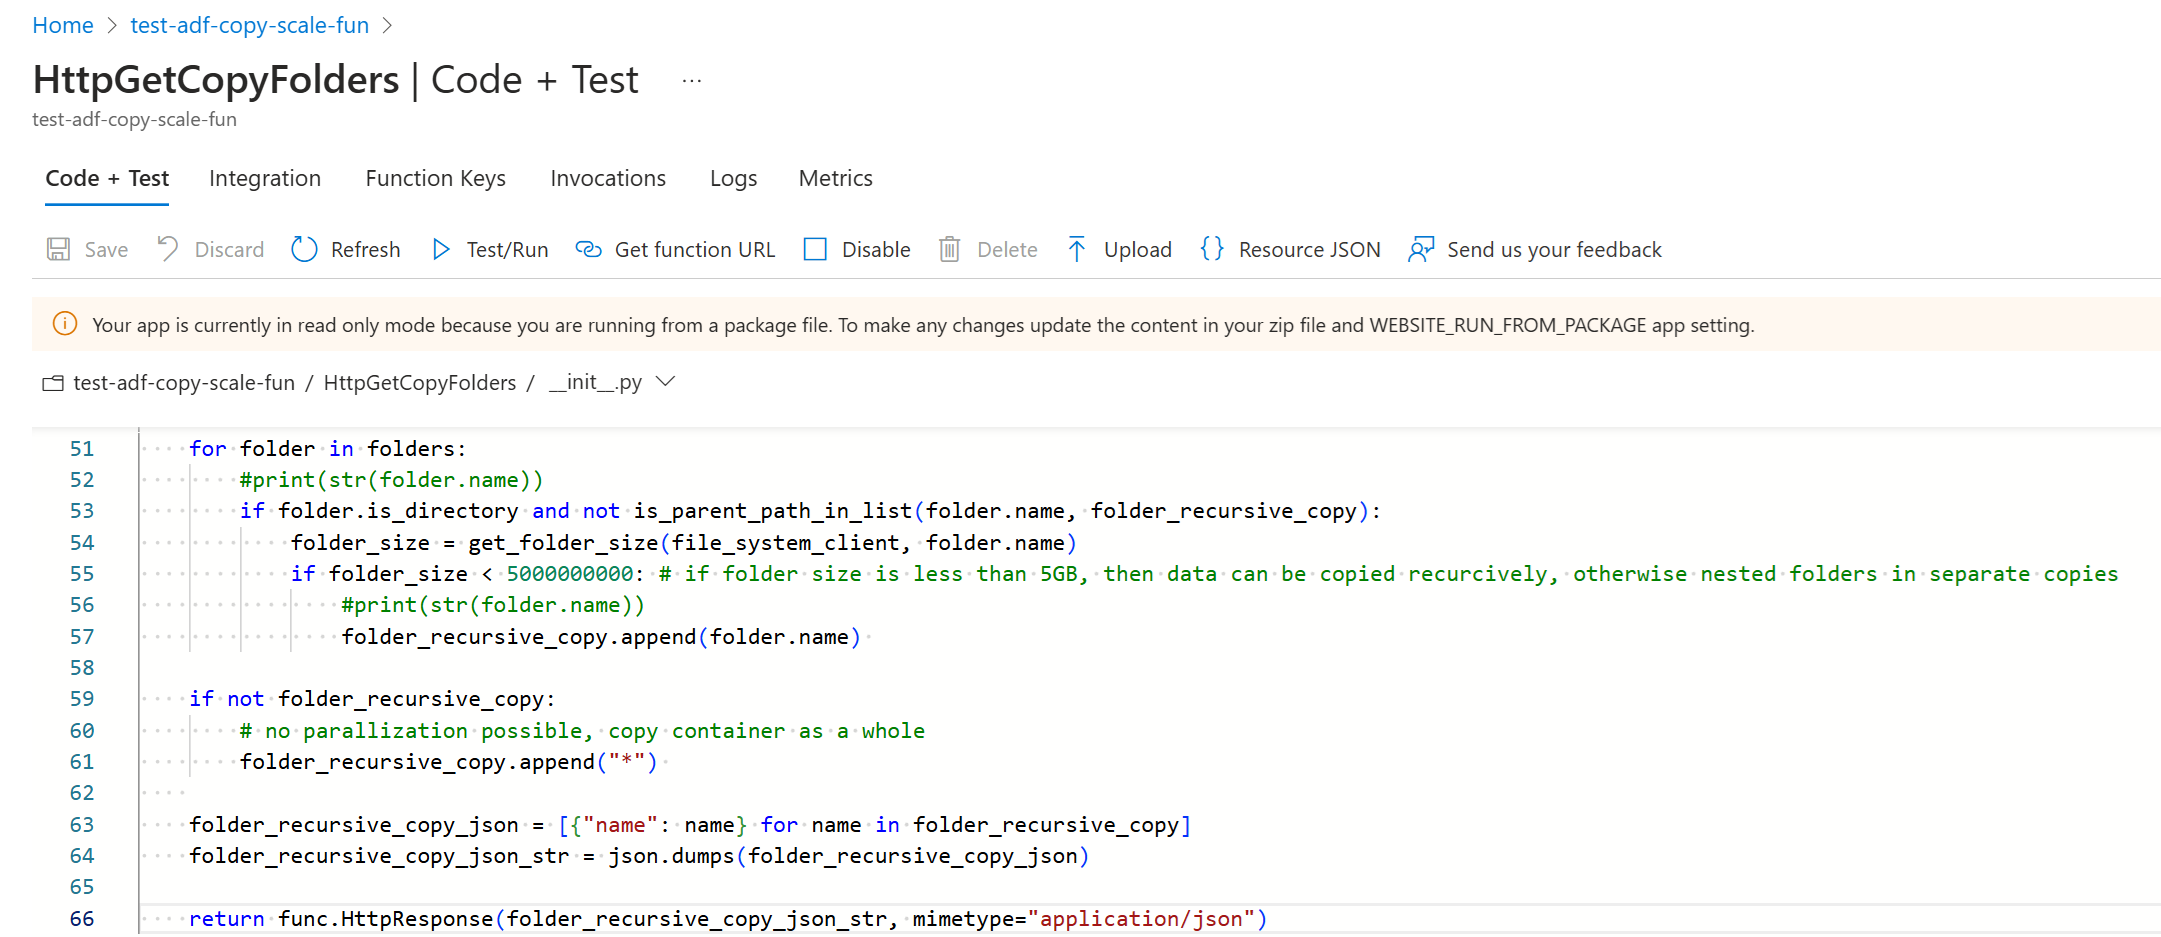 Home > test-adf-copy-scale-fun >
HttpGetCopyFolders | Code + Test ...
test-adf-copy-scale-fun
Code + Test Integration Function Keys Invocations Logs Metrics
Save Discard Refresh Test/Run Get function URL Disable Delete Upload {} Resource JSON Send us your feedback
Your app is currently in read only mode because you are running from a package file. To make any changes update the content in your zip file and WEBSITE_RUN_FROM_PACKAGE app setting.
test-adf-copy-scale-fun / HttpGetCopyFolders / __init__.py
51     for folder in folders:
52         #print(str(folder.name))
53         if folder.is_directory and not is_parent_path_in_list(folder.name, folder_recursive_copy):
54             folder_size = get_folder_size(file_system_client, folder.name)
55             if folder_size < 5000000000: # if folder size is less than 5GB, then data can be copied recurcively, otherwise nested folders in separate copies
56                 #print(str(folder.name))
57                 folder_recursive_copy.append(folder.name)
58
59     if not folder_recursive_copy:
60         # no parallization possible, copy container as a whole
61         folder_recursive_copy.append("*")
62
63     folder_recursive_copy_json = [{"name": name} for name in folder_recursive_copy]
64     folder_recursive_copy_json_str = json.dumps(folder_recursive_copy_json)
65
66     return func.HttpResponse(folder_recursive_copy_json_str, mimetype="application/json")